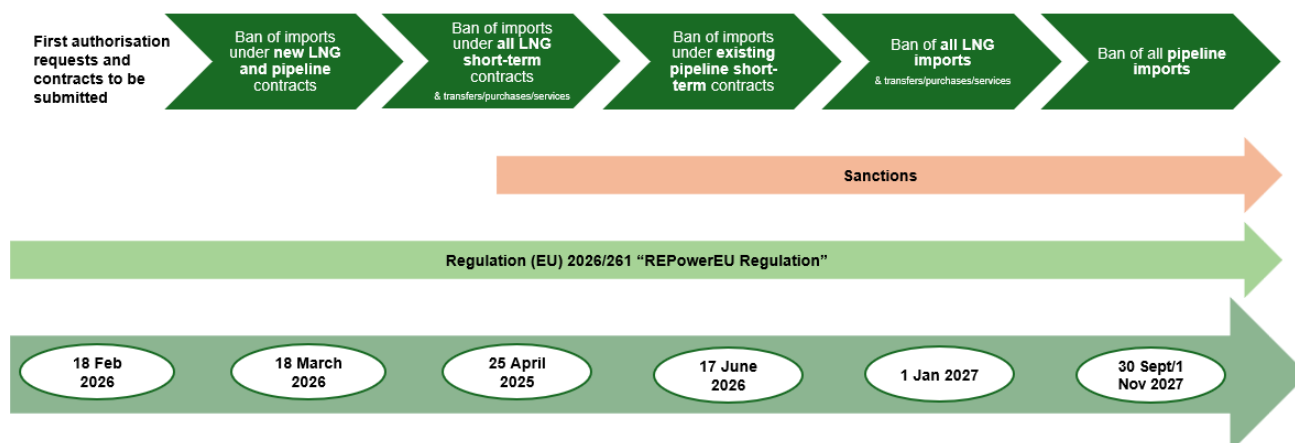 First authorisation
requests and
contracts to be
submitted
Ban of imports
under new LNG
and pipeline
contracts
Ban of imports
under all LNG
short-term
contracts
& transfers/purchases/services
Ban of imports
under existing
pipeline short-
term contracts
Ban of all LNG
imports
& transfers/purchases/services
Ban of all pipeline
imports
Sanctions
Regulation (EU) 2026/261 “REPowerEU Regulation”
18 Feb
2026
18 March
2026
25 April
2025
17 June
2026
1 Jan 2027
30 Sept/1
Nov 2027